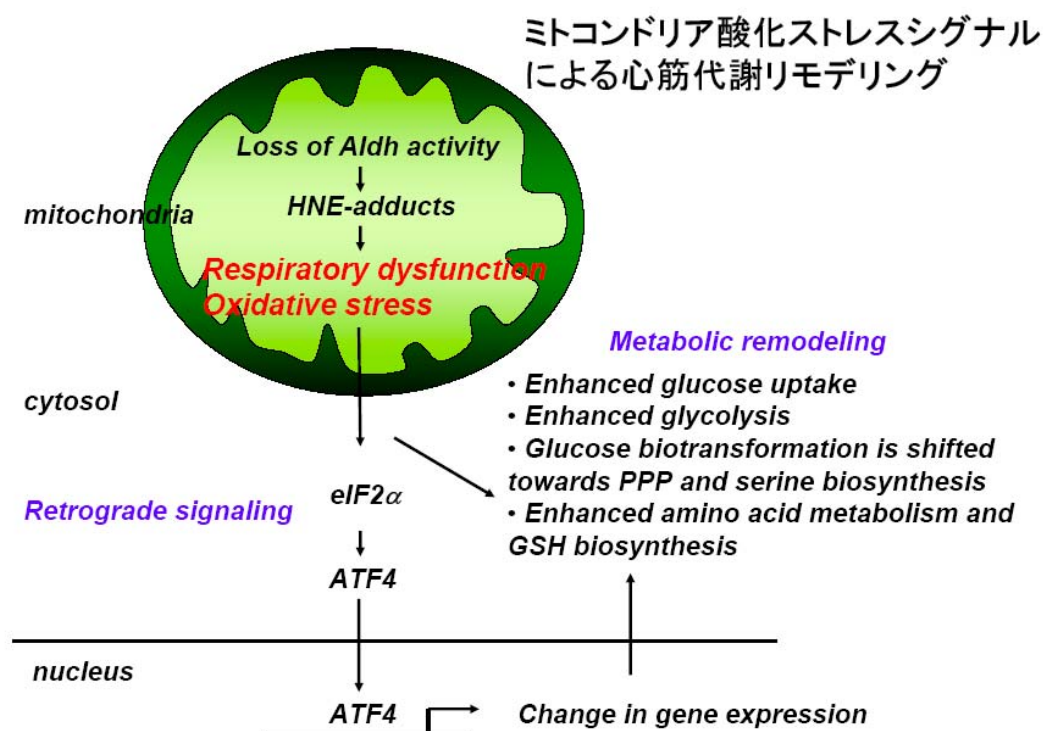 ミトコンドリア酸化ストレスシグナル
による心筋代謝リモデリング
Loss of Aldh activity
HNE-adducts
mitochondria
Respiratory dysfunction
Oxidative stress
Metabolic remodeling
• Enhanced glucose uptake
• Enhanced glycolysis
• Glucose biotransformation is shifted
towards PPP and serine biosynthesis
• Enhanced amino acid metabolism and
GSH biosynthesis
cytosol
eIF2α
Retrograde signaling
ATF4
nucleus
ATF4
Change in gene expression